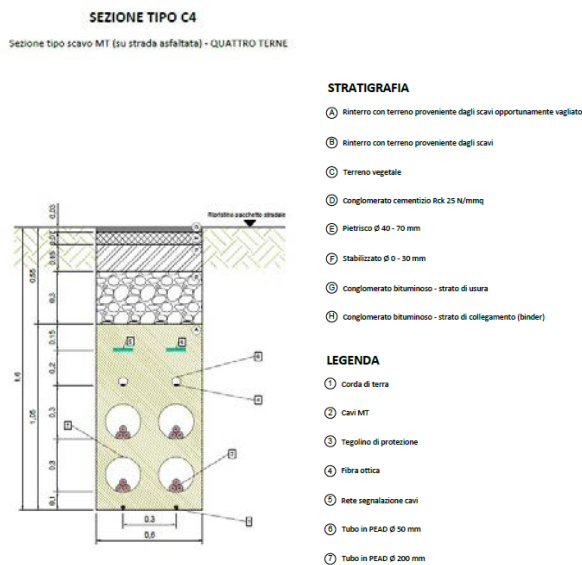 SEZIONE TIPO C4
Sezione tipo scavo MT (su strada asfaltata) - QUATTRO TERNE
STRATIGRAFIA
A Rinterro con terreno proveniente dagli scavi opportunamente vagliato
B Rinterro con terreno proveniente dagli scavi
C Terreno vegetale
D Conglomerato cementizio Rck 25 N/mmq
E Pietrisco Ø 40 - 70 mm
F Stabilizzato Ø 0 - 30 mm
G Conglomerato bituminoso - strato di usura
H Conglomerato bituminoso - strato di collegamento (binder)
LEGENDA
1 Corda di terra
2 Cavi MT
3 Tegolino di protezione
4 Fibra ottica
5 Rete segnalazione cavi
6 Tubo in PEAD Ø 50 mm
7 Tubo in PEAD Ø 200 mm
Ripristino pacchetto stradale
0,03
0,07
0,15
0,3
0,55
0,15
0,2
0,3
0,3
0,1
1,05
1,6
0,3
0,6
A
7